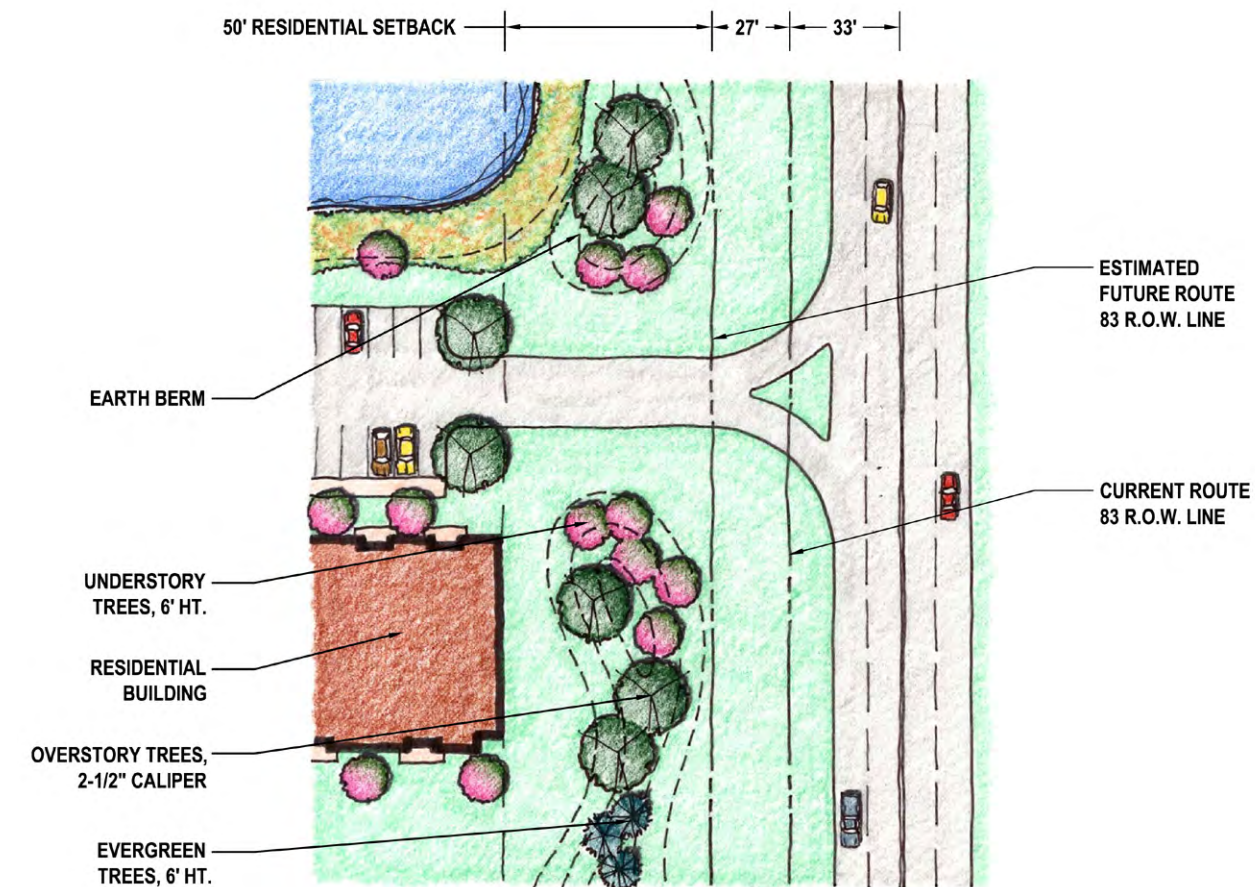 50' RESIDENTIAL SETBACK
27'
33'
ESTIMATED
FUTURE ROUTE
83 R.O.W. LINE
EARTH BERM
CURRENT ROUTE
83 R.O.W. LINE
UNDERSTORY
TREES, 6' HT.
RESIDENTIAL
BUILDING
OVERSTORY TREES,
2-1/2" CALIPER
EVERGREEN
TREES, 6' HT.